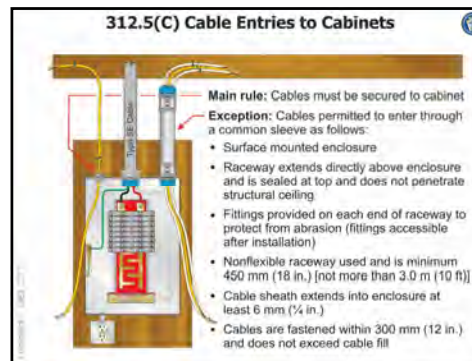 312.5(C) Cable Entries to Cabinets
Main rule: Cables must be secured to cabinet
Exception: Cables permitted to enter through
a common sleeve as follows:
• Surface mounted enclosure
• Raceway extends directly above enclosure
and is sealed at top and does not penetrate
structural ceiling
• Fittings provided on each end of raceway to
protect from abrasion (fittings accessible
after installation)
• Nonflexible raceway used and is minimum
450 mm (18 in.) [not more than 3.0 m (10 ft)]
• Cable sheath extends into enclosure at
least 6 mm (¼ in.)
• Cables are fastened within 300 mm (12 in.)
and does not exceed cable fill
Type SE Cable